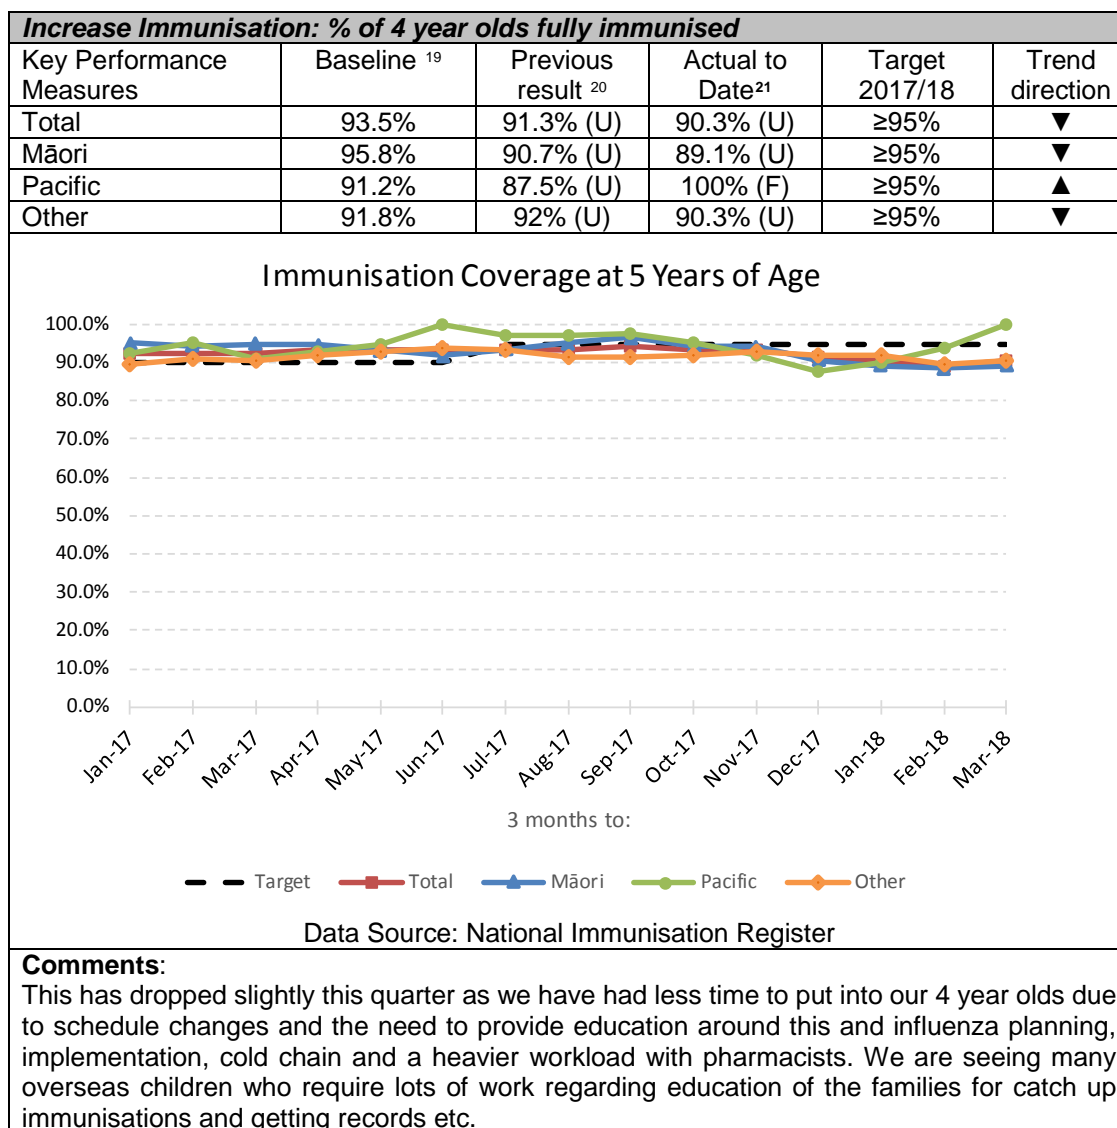 Increase Immunisation: % of 4 year olds fully immunised
Key Performance Measures Baseline 19 Previous result 20 Actual to Date21 Target 2017/18 Trend direction
Total 93.5% 91.3% (U) 90.3% (U) ≥95% ▼
Māori 95.8% 90.7% (U) 89.1% (U) ≥95% ▼
Pacific 91.2% 87.5% (U) 100% (F) ≥95% ▲
Other 91.8% 92% (U) 90.3% (U) ≥95% ▼
Immunisation Coverage at 5 Years of Age
100.0%
90.0%
80.0%
70.0%
60.0%
50.0%
40.0%
30.0%
20.0%
10.0%
0.0%
Jan-17 Feb-17 Mar-17 Apr-17 May-17 Jun-17 Jul-17 Aug-17 Sep-17 Oct-17 Nov-17 Dec-17 Jan-18 Feb-18 Mar-18
3 months to:
Target Total Māori Pacific Other
Data Source: National Immunisation Register
Comments:
This has dropped slightly this quarter as we have had less time to put into our 4 year olds due
to schedule changes and the need to provide education around this and influenza planning,
implementation, cold chain and a heavier workload with pharmacists. We are seeing many
overseas children who require lots of work regarding education of the families for catch up
immunisations and getting records etc.